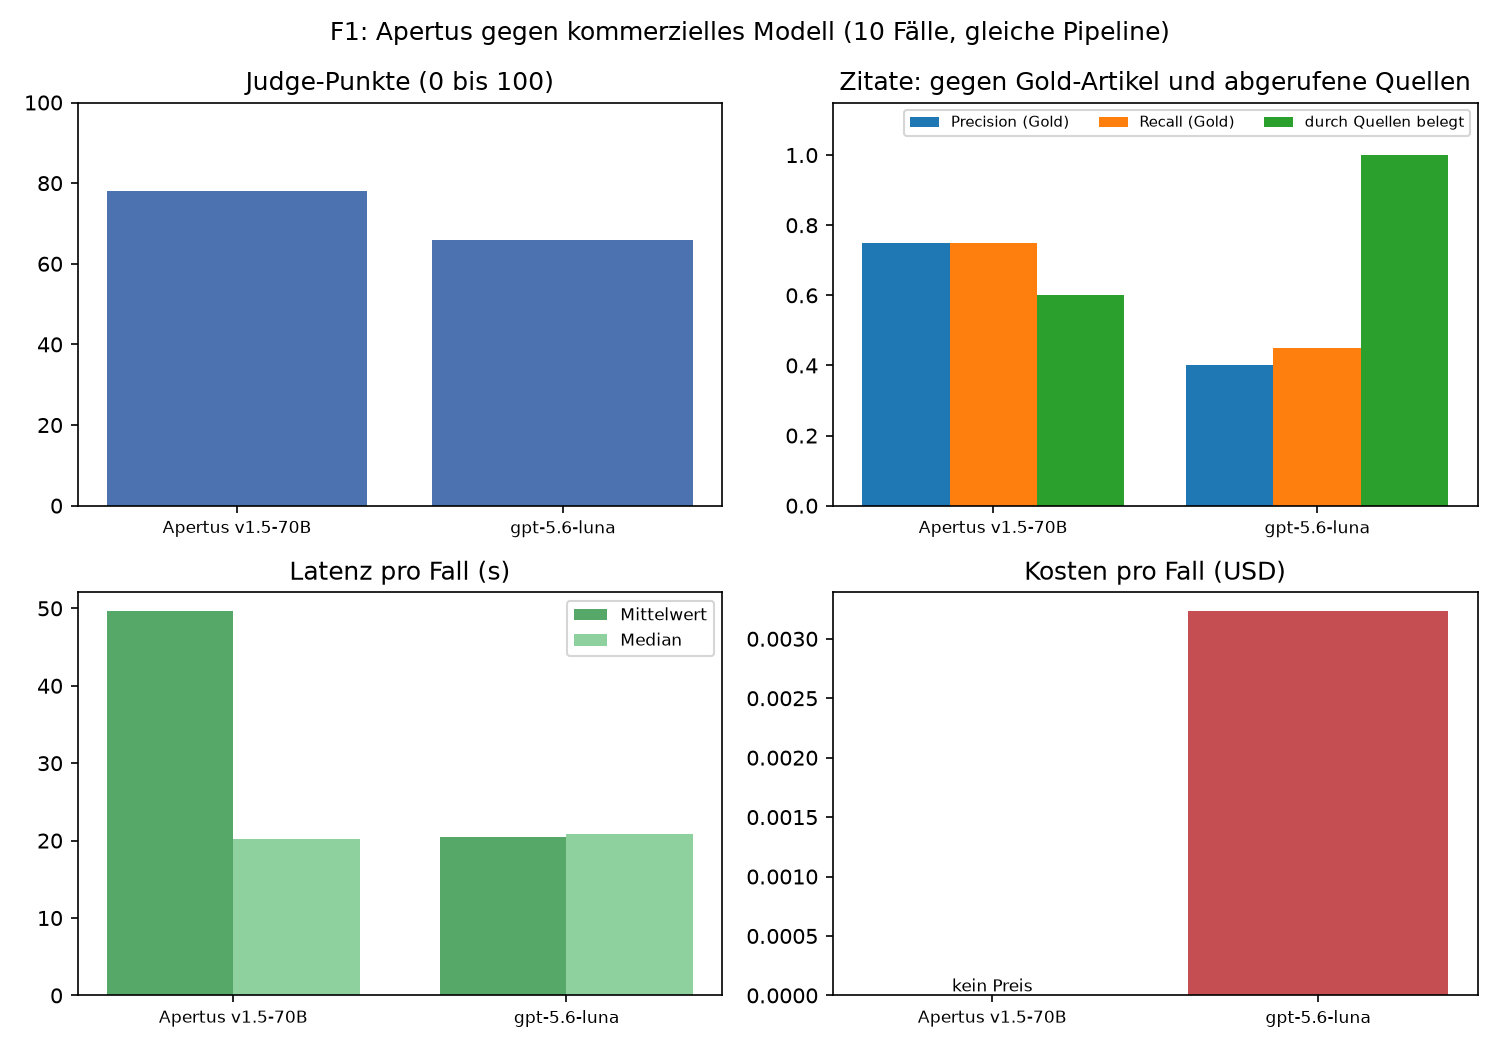 F1: Apertus gegen kommerzielles Modell (10 Fälle, gleiche Pipeline)
Judge-Punkte (0 bis 100)
100
80
60
40
20
0
Apertus v1.5-70B
gpt-5.6-luna
Zitate: gegen Gold-Artikel und abgerufene Quellen
Precision (Gold)
Recall (Gold)
durch Quellen belegt
1.0
0.8
0.6
0.4
0.2
0.0
Apertus v1.5-70B
gpt-5.6-luna
Latenz pro Fall (s)
Mittelwert
Median
50
40
30
20
10
0
Apertus v1.5-70B
gpt-5.6-luna
Kosten pro Fall (USD)
0.0030
0.0025
0.0020
0.0015
0.0010
0.0005
0.0000
kein Preis
Apertus v1.5-70B
gpt-5.6-luna